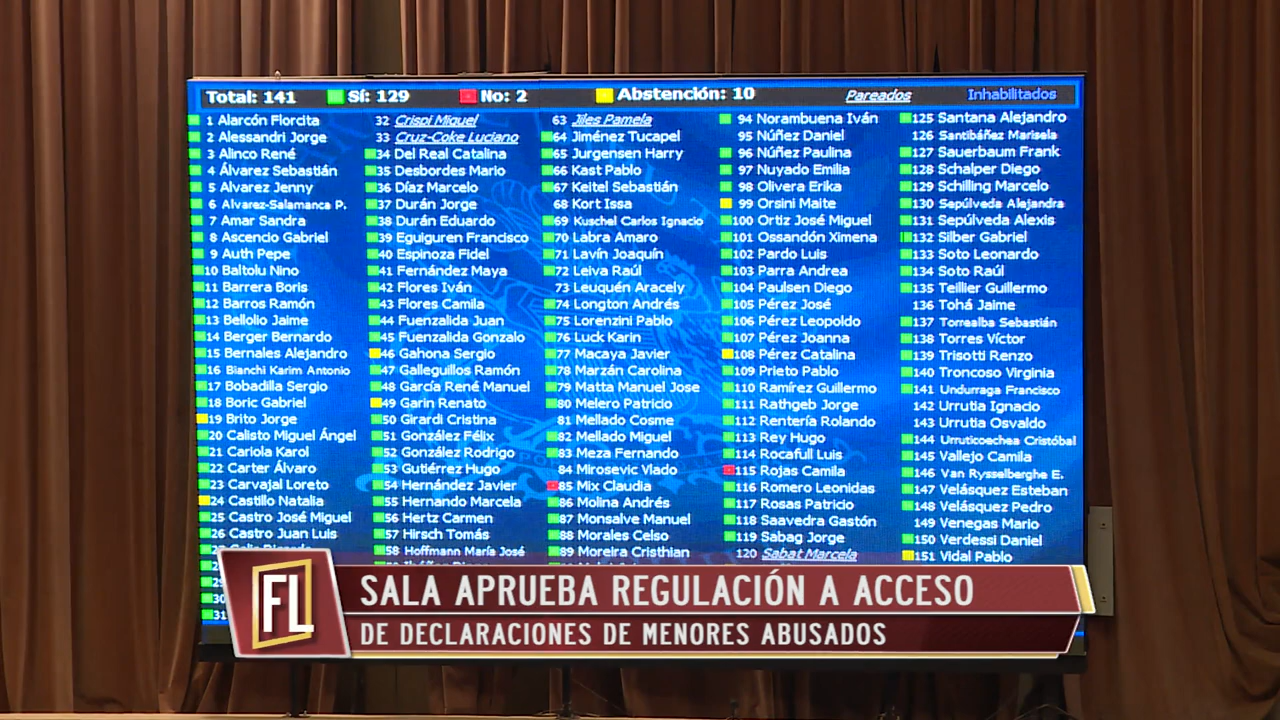 Total: 141 Sí: 129 No: 2 Abstención: 10 Pareados Inhabilitados
1 Alarcón Florcita
2 Alessandri Jorge
3 Alinco René
4 Álvarez Sebastián
5 Alvarez Jenny
6 Alvarez-Salamanca P.
7 Amar Sandra
8 Ascencio Gabriel
9 Auth Pepe
10 Baltolu Nino
11 Barrera Boris
12 Barros Ramón
13 Bellolio Jaime
14 Berger Bernardo
15 Bernales Alejandro
16 Bianchi Karim Antonio
17 Bobadilla Sergio
18 Boric Gabriel
19 Brito Jorge
20 Calisto Miguel Ángel
21 Cariola Karol
22 Carter Álvaro
23 Carvajal Loreto
24 Castillo Natalia
25 Castro José Miguel
26 Castro Juan Luis
30
31
32 Crispi Miguel
33 Cruz-Coke Luciano
34 Del Real Catalina
35 Desbordes Mario
36 Díaz Marcelo
37 Durán Jorge
38 Durán Eduardo
39 Eguiguren Francisco
40 Espinoza Fidel
41 Fernández Maya
42 Flores Iván
43 Flores Camila
44 Fuenzalida Juan
45 Fuenzalida Gonzalo
46 Gahona Sergio
47 Galleguillos Ramón
48 García René Manuel
49 Garin Renato
50 Girardi Cristina
51 González Félix
52 González Rodrigo
53 Gutiérrez Hugo
54 Hernández Javier
55 Hernando Marcela
56 Hertz Carmen
57 Hirsch Tomás
58 Hoffmann María José
63 Jiles Pamela
64 Jiménez Tucapel
65 Jurgensen Harry
66 Kast Pablo
67 Keitel Sebastián
68 Kort Issa
69 Kuschel Carlos Ignacio
70 Labra Amaro
71 Lavín Joaquín
72 Leiva Raúl
73 Leuquén Aracely
74 Longton Andrés
75 Lorenzini Pablo
76 Luck Karin
77 Macaya Javier
78 Marzán Carolina
79 Matta Manuel Jose
80 Melero Patricio
81 Mellado Cosme
82 Mellado Miguel
83 Meza Fernando
84 Mirosevic Vlado
85 Mix Claudia
86 Molina Andrés
87 Monsalve Manuel
88 Morales Celso
89 Moreira Cristhian
94 Norambuena Iván
95 Núñez Daniel
96 Núñez Paulina
97 Nuyado Emilia
98 Olivera Erika
99 Orsini Maite
100 Ortiz José Miguel
101 Ossandón Ximena
102 Pardo Luis
103 Parra Andrea
104 Paulsen Diego
105 Pérez José
106 Pérez Leopoldo
107 Pérez Joanna
108 Pérez Catalina
109 Prieto Pablo
110 Ramírez Guillermo
111 Rathgeb Jorge
112 Rentería Rolando
113 Rey Hugo
114 Rocafull Luis
115 Rojas Camila
116 Romero Leonidas
117 Rosas Patricio
118 Saavedra Gastón
119 Sabag Jorge
120 Sabat Marcela
125 Santana Alejandro
126 Santibáñez Marisela
127 Sauerbaum Frank
128 Schalper Diego
129 Schilling Marcelo
130 Sepúlveda Alejandra
131 Sepúlveda Alexis
132 Silber Gabriel
133 Soto Leonardo
134 Soto Raúl
135 Teillier Guillermo
136 Tohá Jaime
137 Torrealba Sebastián
138 Torres Víctor
139 Trisotti Renzo
140 Troncoso Virginia
141 Undurraga Francisco
142 Urrutia Ignacio
143 Urrutia Osvaldo
144 Urruticoechea Cristóbal
145 Vallejo Camila
146 Van Rysselberghe E.
147 Velásquez Esteban
148 Velásquez Pedro
149 Venegas Mario
150 Verdessi Daniel
151 Vidal Pablo
FL
SALA APRUEBA REGULACIÓN A ACCESO
DE DECLARACIONES DE MENORES ABUSADOS